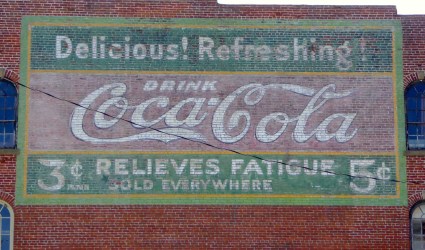 Delicious! Refreshing!
DRINK
Coca-Cola
3¢ RELIEVES FATIGUE 5¢
SOLD EVERYWHERE